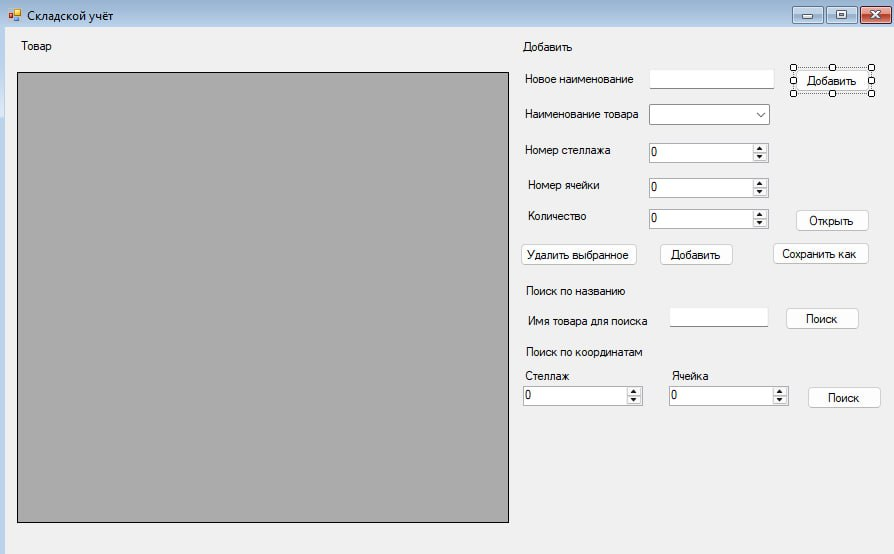 Складской учёт
Товар
Добавить
Новое наименование
Добавить
Наименование товара
Номер стеллажа 0
Номер ячейки 0
Количество 0
Открыть
Удалить выбранное
Добавить
Сохранить как
Поиск по названию
Имя товара для поиска
Поиск
Поиск по координатам
Стеллаж
Ячейка
0
0
Поиск